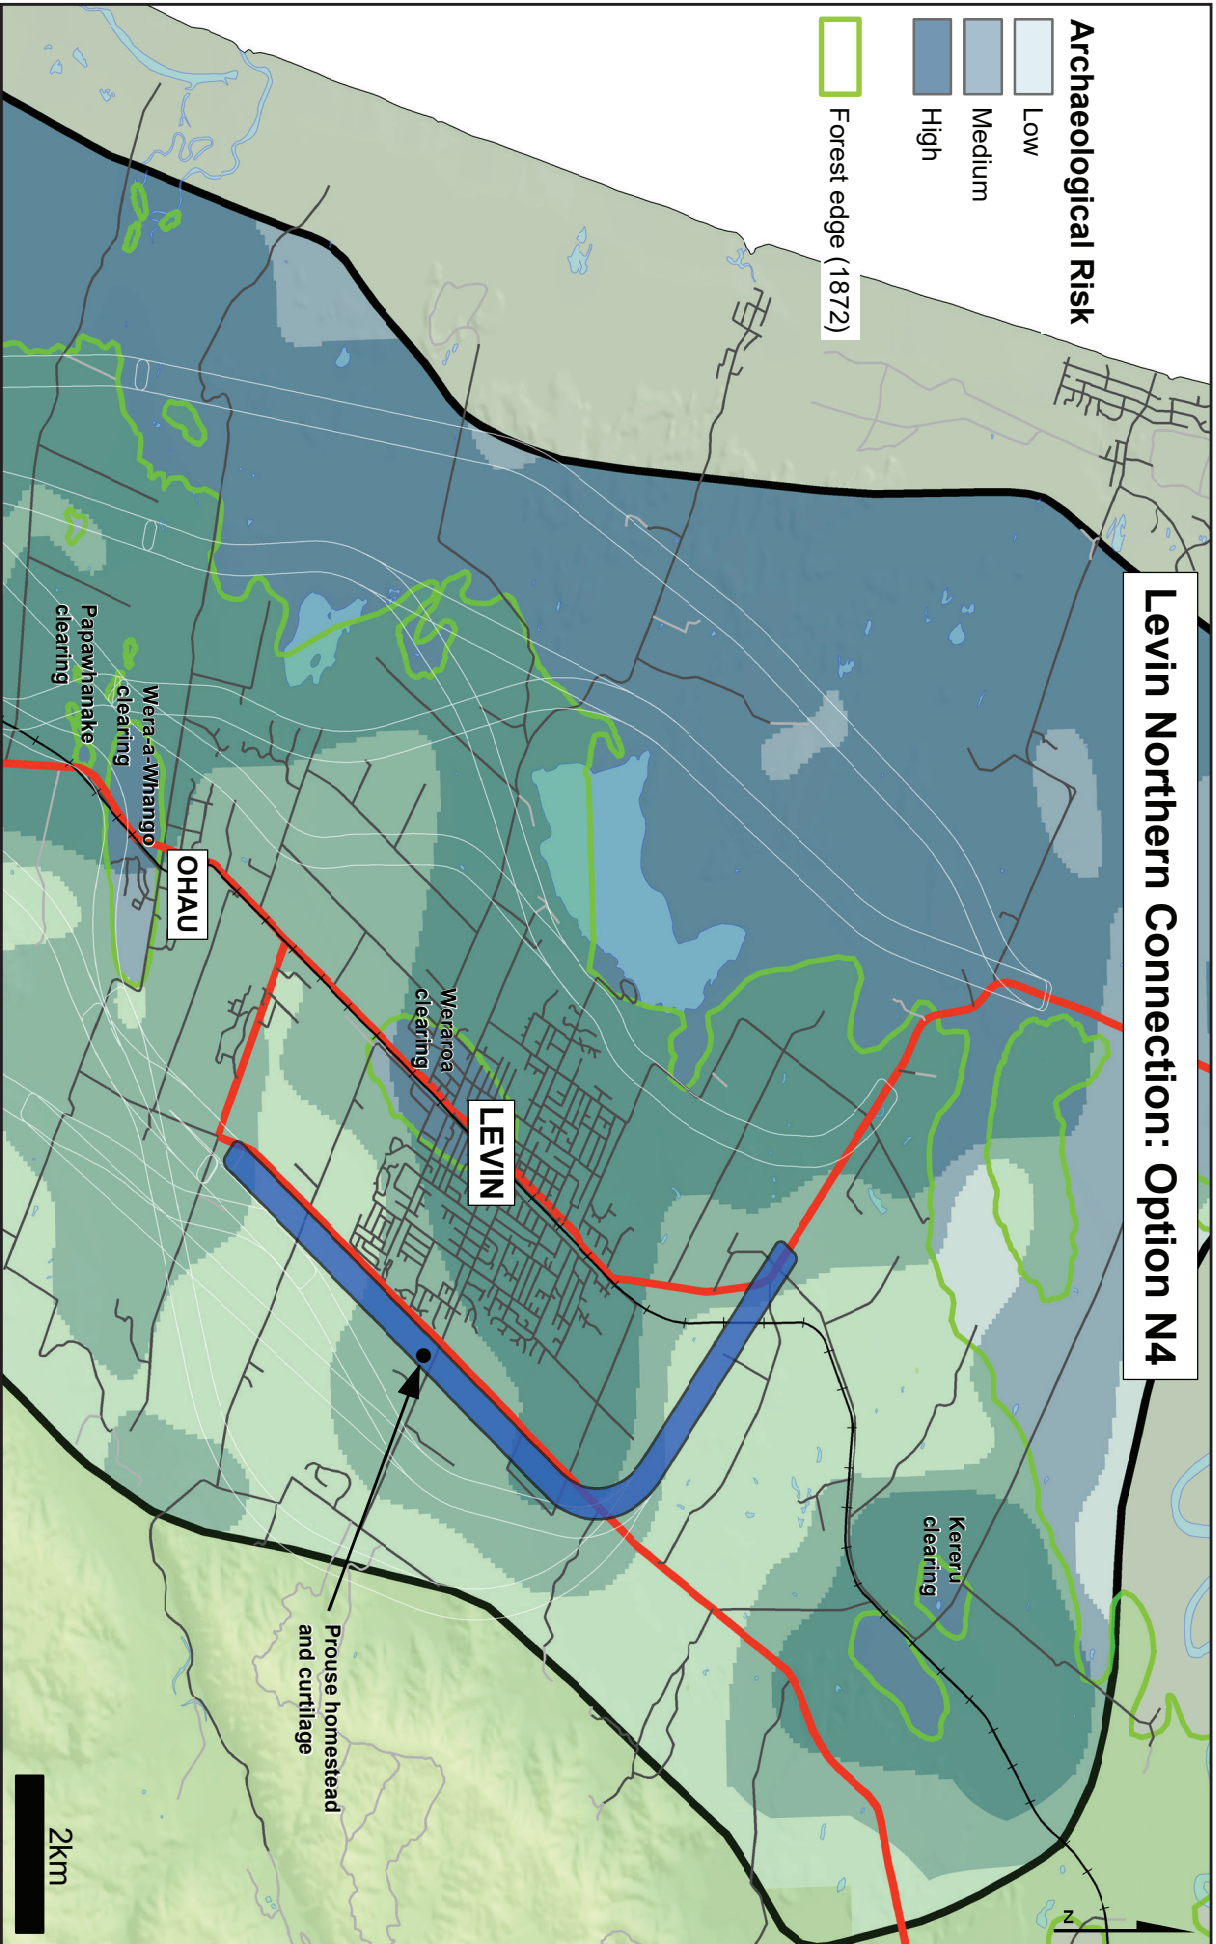 Levin Northern Connection: Option N4
Archaeological Risk
Low
Medium
High
Forest edge (1872)
Papawhanake
clearing
Wera-a-Whango
clearing
OHAU
Weraroa
clearing
LEVIN
Kereru
clearing
Prouse homestead
and curtilage
2km
N